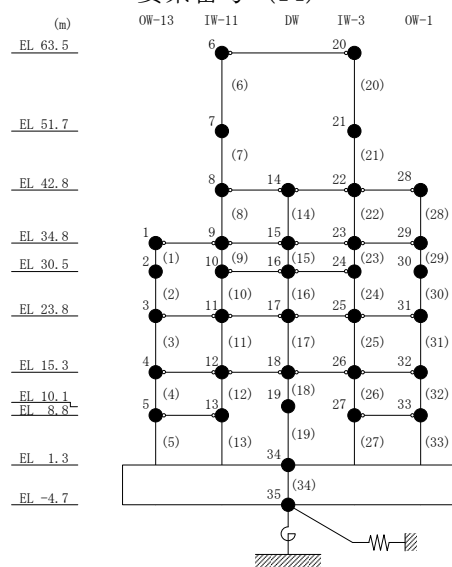 (m) OW-13 IW-11 DW IW-3 OW-1
EL 63.5 6 20
(6) (20)
EL 51.7 7 21
(7) (21)
EL 42.8 8 14 22 28
(8) (14) (22) (28)
EL 34.8 1 9 15 23 29
(1) (9) (15) (23) (29)
EL 30.5 2 10 16 24 30
(2) (10) (16) (24) (30)
EL 23.8 3 11 17 25 31
(3) (11) (17) (25) (31)
EL 15.3 4 12 18 26 32
(4) (12) (18) (26) (32)
EL 10.1 19
EL 8.8 5 13 27 33
(5) (13) (19) (27) (33)
EL 1.3 34
(34)
EL -4.7 35